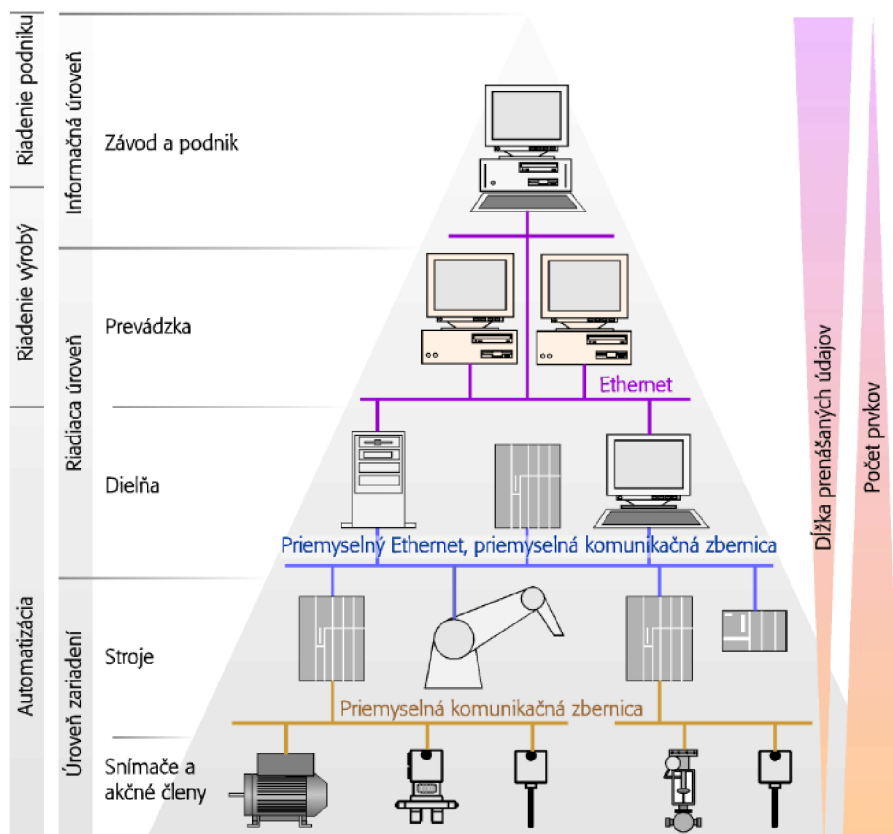 Riadenie podniku
Informačná úroveň
Závod a podnik
Riadenie výroby
Riadiaca úroveň
Prevádzka
Ethernet
Dielňa
Priemyselný Ethernet, priemyselná komunikačná zbernica
Automatizácia
Úroveň zariadení
Stroje
Priemyselná komunikačná zbernica
Snímače a
akčné členy
Dĺžka prenášaných údajov
Počet prvkov